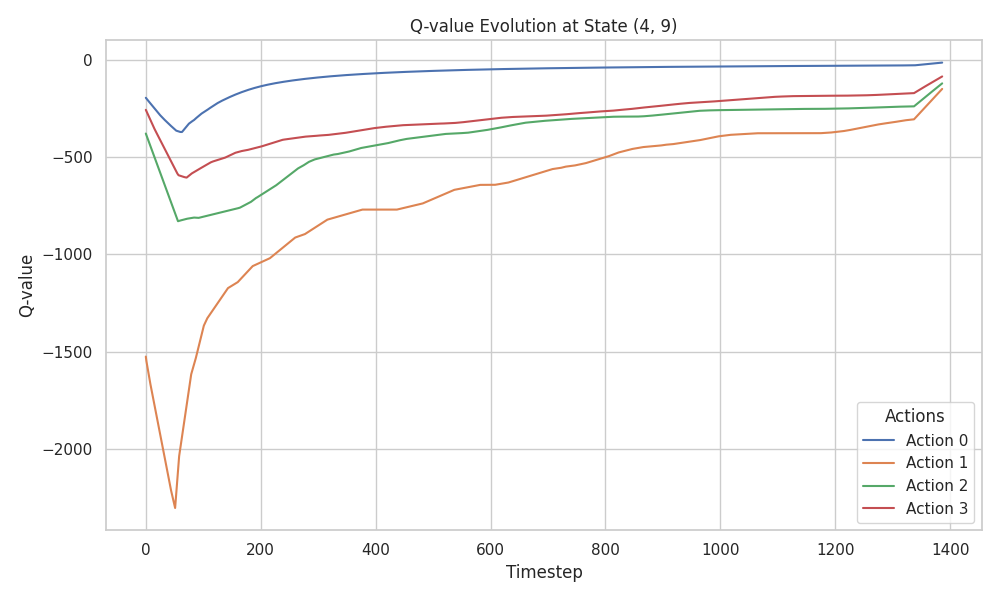 Q-value Evolution at State (4, 9)
Q-value
0
−500
−1000
−1500
−2000
0 200 400 600 800 1000 1200 1400
Timestep
Actions
Action 0
Action 1
Action 2
Action 3